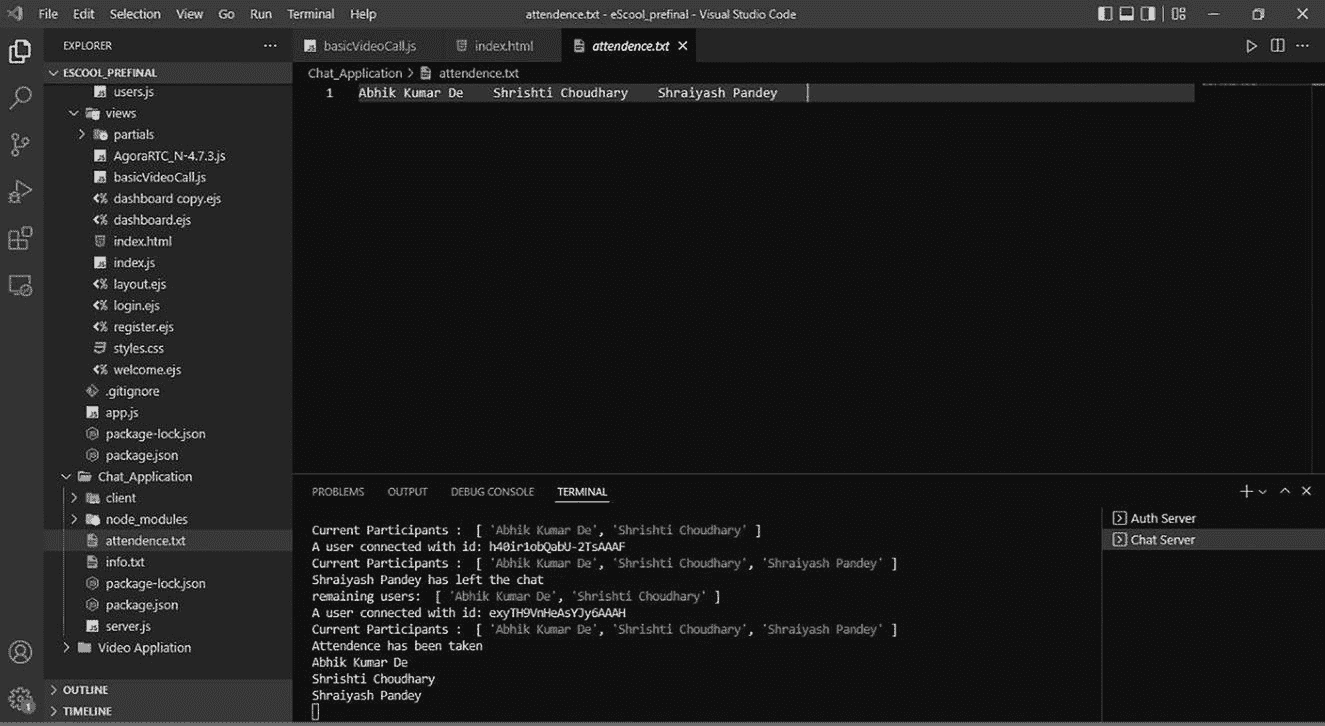 File Edit Selection View Go Run Terminal Help
attendence.txt - eScool_prefinal - Visual Studio Code
EXPLORER
ESCOOL_PREFINAL
users.js
views
partials
AgoraRTC_N-4.7.3.js
basicVideoCall.js
dashboard copy.ejs
dashboard.ejs
index.html
index.js
layout.ejs
login.ejs
register.ejs
styles.css
welcome.ejs
.gitignore
app.js
package-lock.json
package.json
Chat_Application
client
node_modules
attendence.txt
info.txt
package-lock.json
package.json
server.js
Video Appliation
OUTLINE
TIMELINE
1
basicVideoCall.js index.html attendence.txt
Chat_Application > attendence.txt
1 Abhik Kumar De Shrishti Choudhary Shraiyash Pandey
PROBLEMS OUTPUT DEBUG CONSOLE TERMINAL
Current Participants : [ 'Abhik Kumar De', 'Shrishti Choudhary' ]
A user connected with id: h40ir1obQabU-2TsAAAF
Current Participants : [ 'Abhik Kumar De', 'Shrishti Choudhary', 'Shraiyash Pandey' ]
Shraiyash Pandey has left the chat
remaining users: [ 'Abhik Kumar De', 'Shrishti Choudhary' ]
A user connected with id: exyTH9VnHeAsYJy6AAAH
Current Participants : [ 'Abhik Kumar De', 'Shrishti Choudhary', 'Shraiyash Pandey' ]
Attendence has been taken
Abhik Kumar De
Shrishti Choudhary
Shraiyash Pandey
Auth Server
Chat Server